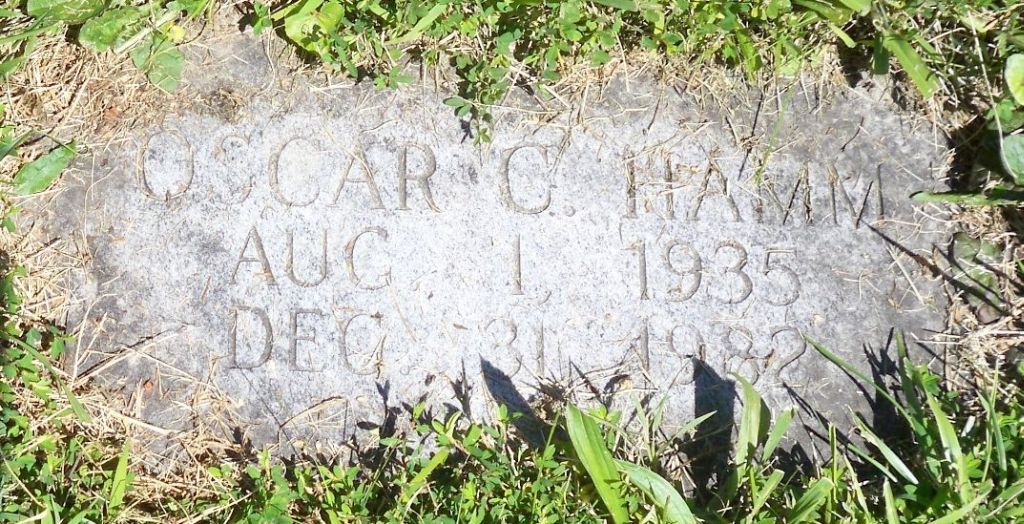 OSCAR C. HAMM
AUG. 1, 1935
DEC. 31, 1982